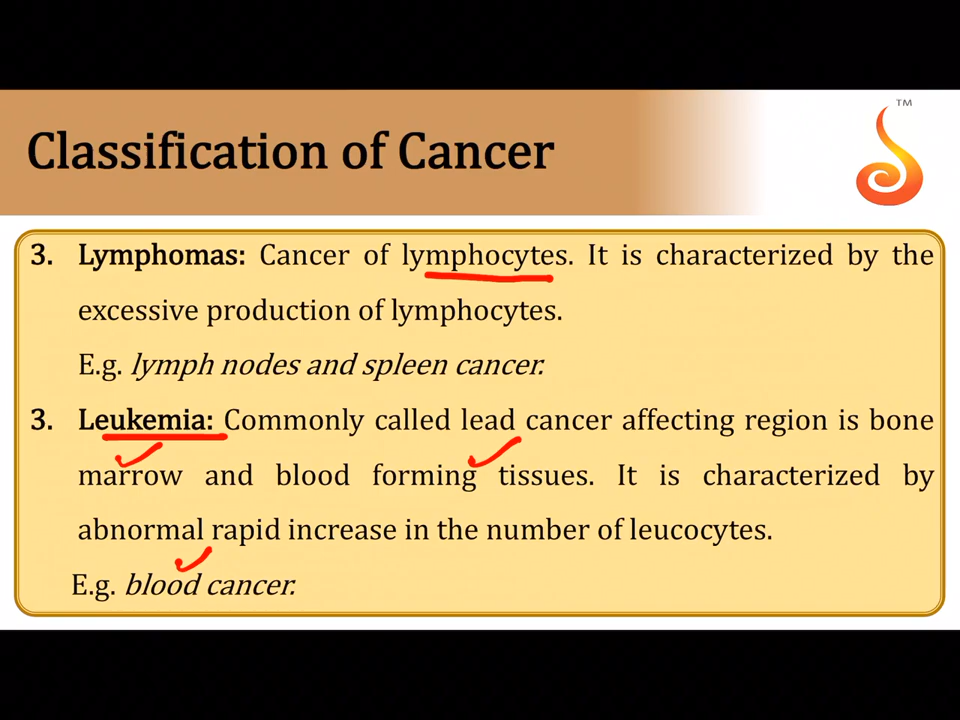 Classification of Cancer
TM
3. Lymphomas: Cancer of lymphocytes. It is characterized by the
excessive production of lymphocytes.
E.g. lymph nodes and spleen cancer.
3. Leukemia: Commonly called lead cancer affecting region is bone
marrow and blood forming tissues. It is characterized by
abnormal rapid increase in the number of leucocytes.
E.g. blood cancer.